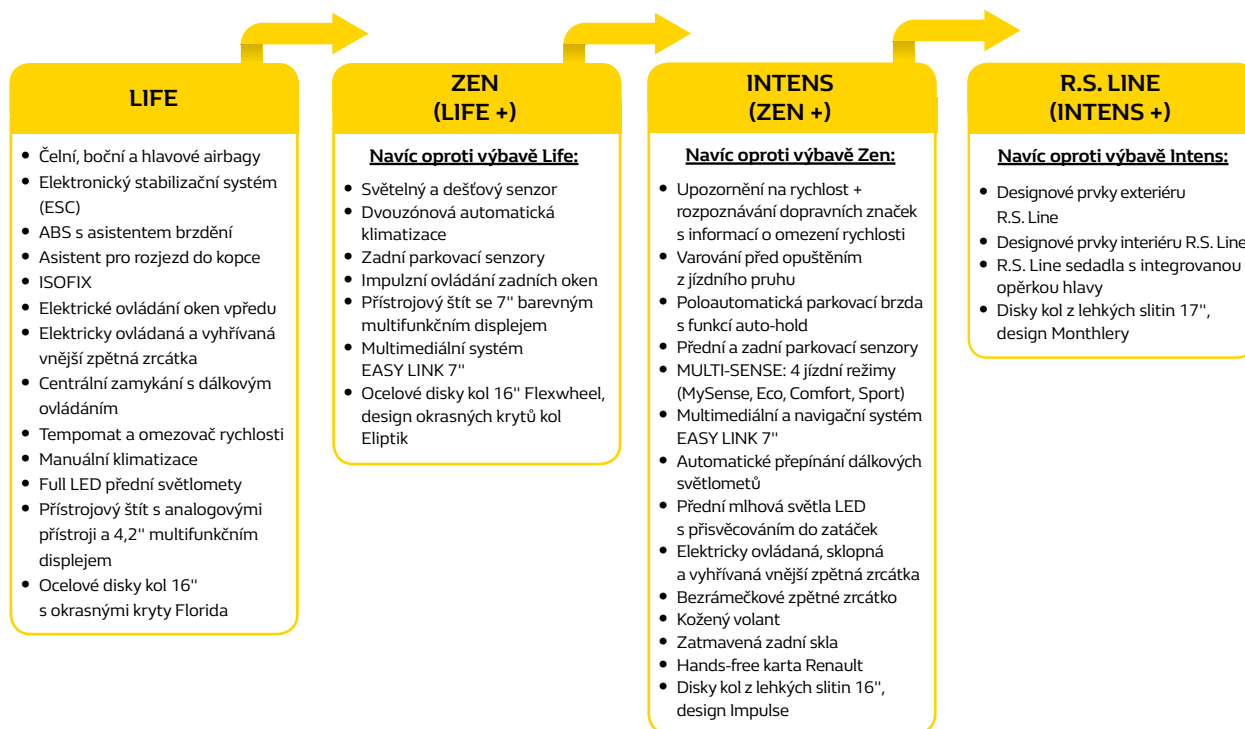 LIFE
• Čelní, boční a hlavové airbagy
• Elektronický stabilizační systém
(ESC)
• ABS s asistentem brzdění
• Asistent pro rozjezd do kopce
• ISOFIX
• Elektrické ovládání oken vpředu
• Elektricky ovládaná a vyhřívaná
vnější zpětná zrcátka
• Centrální zamykání s dálkovým
ovládáním
• Tempomat a omezovač rychlosti
• Manuální klimatizace
• Full LED přední světlomety
• Přístrojový štít s analogovými
přístroji a 4,2" multifunkčním
displejem
• Ocelové disky kol 16"
s okrasnými kryty Florida
ZEN
(LIFE +)
Navíc oproti výbavě Life:
• Světelný a dešťový senzor
• Dvouzónová automatická
klimatizace
• Zadní parkovací senzory
• Impulzní ovládání zadních oken
• Přístrojový štít se 7" barevným
multifunkčním displejem
• Multimediální systém
EASY LINK 7"
• Ocelové disky kol 16" Flexwheel,
design okrasných krytů kol
Eliptik
INTENS
(ZEN +)
Navíc oproti výbavě Zen:
• Upozornění na rychlost +
rozpoznávání dopravních značek
s informací o omezení rychlosti
• Varování před opuštěním
z jízdního pruhu
• Poloautomatická parkovací brzda
s funkcí auto-hold
• Přední a zadní parkovací senzory
• MULTI-SENSE: 4 jízdní režimy
(MySense, Eco, Comfort, Sport)
• Multimediální a navigační systém
EASY LINK 7"
• Automatické přepínání dálkových
světlometů
• Přední mlhová světla LED
s přisvěcováním do zatáček
• Elektricky ovládaná, sklopná
a vyhřívaná vnější zpětná zrcátka
• Bezrámečkové zpětné zrcátko
• Kožený volant
• Zatmavená zadní skla
• Hands-free karta Renault
• Disky kol z lehkých slitin 16",
design Impulse
R.S. LINE
(INTENS +)
Navíc oproti výbavě Intens:
• Designové prvky exteriéru
R.S. Line
• Designové prvky interiéru R.S. Line
• R.S. Line sedadla s integrovanou
opěrkou hlavy
• Disky kol z lehkých slitin 17",
design Monthlery